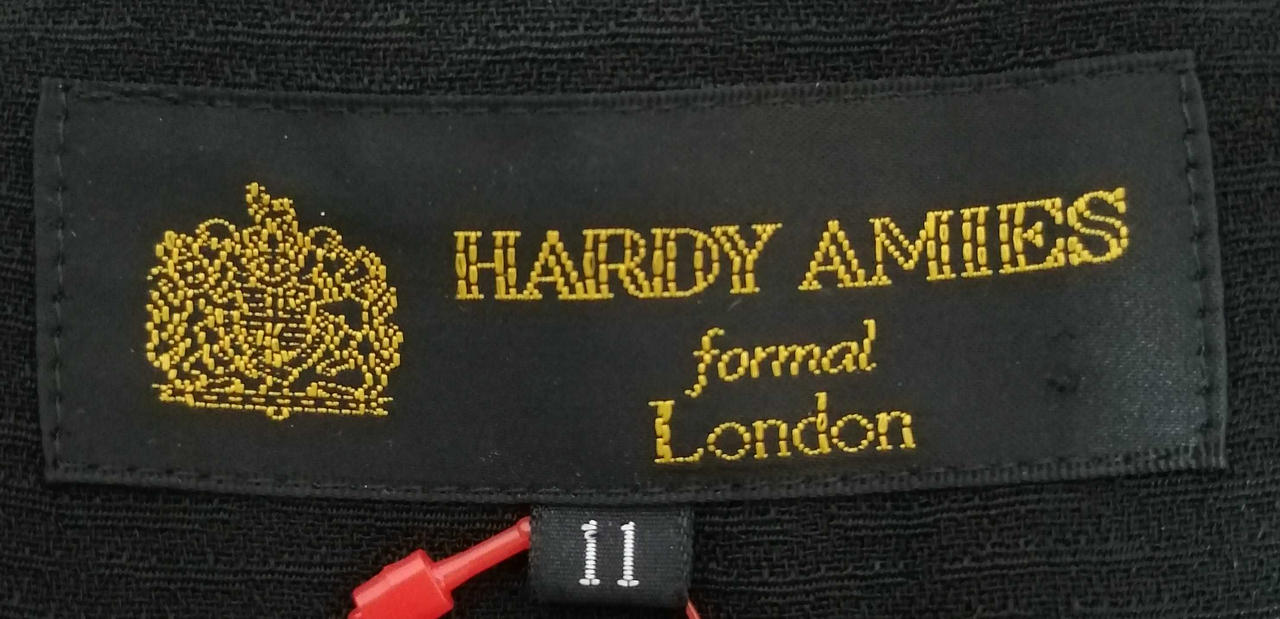 HARDY AMIES
formal
London
11